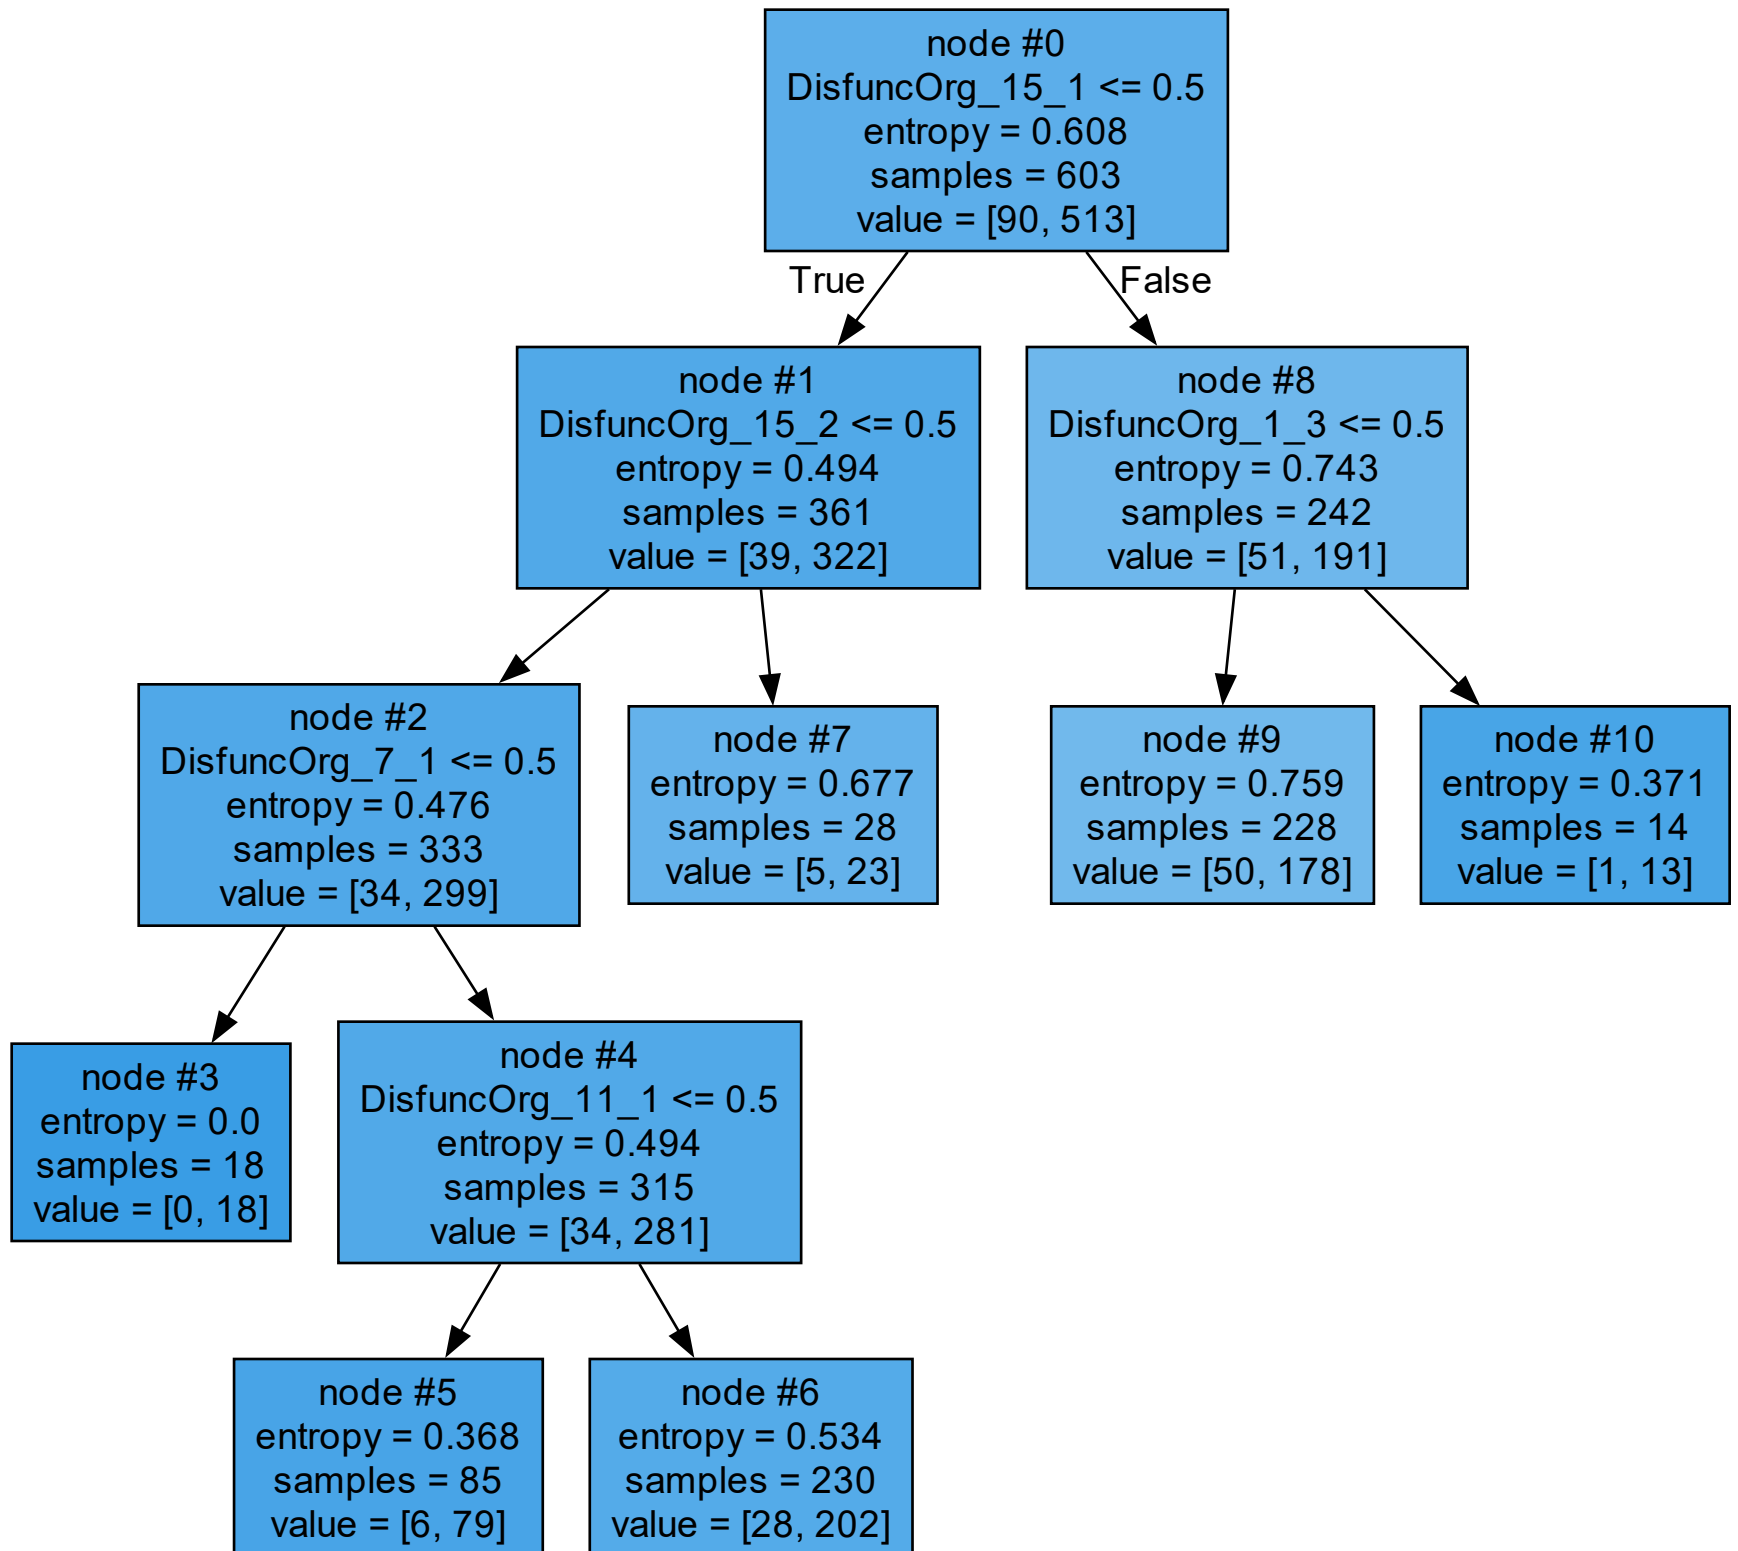 node #0
DisfuncOrg_15_1 <= 0.5
entropy = 0.608
samples = 603
value = [90, 513]
True
False
node #1
DisfuncOrg_15_2 <= 0.5
entropy = 0.494
samples = 361
value = [39, 322]
node #8
DisfuncOrg_1_3 <= 0.5
entropy = 0.743
samples = 242
value = [51, 191]
node #2
DisfuncOrg_7_1 <= 0.5
entropy = 0.476
samples = 333
value = [34, 299]
node #7
entropy = 0.677
samples = 28
value = [5, 23]
node #9
entropy = 0.759
samples = 228
value = [50, 178]
node #10
entropy = 0.371
samples = 14
value = [1, 13]
node #3
entropy = 0.0
samples = 18
value = [0, 18]
node #4
DisfuncOrg_11_1 <= 0.5
entropy = 0.494
samples = 315
value = [34, 281]
node #5
entropy = 0.368
samples = 85
value = [6, 79]
node #6
entropy = 0.534
samples = 230
value = [28, 202]